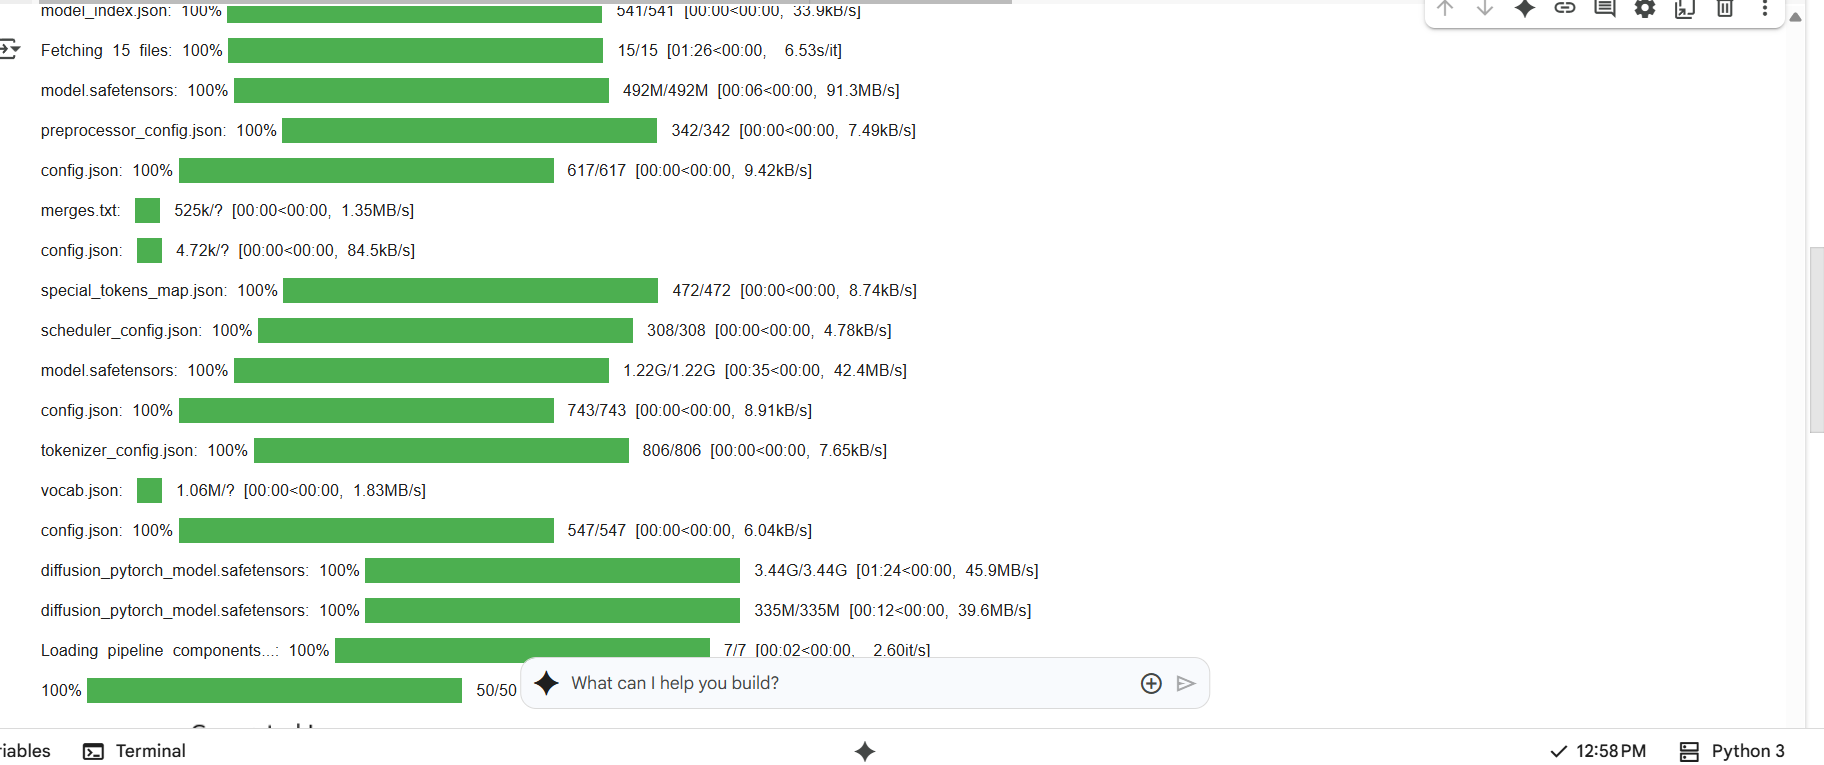 model_index.json: 100% 541/541 [00:00<00:00, 33.9kB/s]
Fetching 15 files: 100% 15/15 [01:26<00:00, 6.53s/it]
model.safetensors: 100% 492M/492M [00:06<00:00, 91.3MB/s]
preprocessor_config.json: 100% 342/342 [00:00<00:00, 7.49kB/s]
config.json: 100% 617/617 [00:00<00:00, 9.42kB/s]
merges.txt: 525k/? [00:00<00:00, 1.35MB/s]
config.json: 4.72k/? [00:00<00:00, 84.5kB/s]
special_tokens_map.json: 100% 472/472 [00:00<00:00, 8.74kB/s]
scheduler_config.json: 100% 308/308 [00:00<00:00, 4.78kB/s]
model.safetensors: 100% 1.22G/1.22G [00:35<00:00, 42.4MB/s]
config.json: 100% 743/743 [00:00<00:00, 8.91kB/s]
tokenizer_config.json: 100% 806/806 [00:00<00:00, 7.65kB/s]
vocab.json: 1.06M/? [00:00<00:00, 1.83MB/s]
config.json: 100% 547/547 [00:00<00:00, 6.04kB/s]
diffusion_pytorch_model.safetensors: 100% 3.44G/3.44G [01:24<00:00, 45.9MB/s]
diffusion_pytorch_model.safetensors: 100% 335M/335M [00:12<00:00, 39.6MB/s]
Loading pipeline components...: 100% 7/7 [00:02<00:00, 2.60it/s]
100% 50/50
What can I help you build?
riables Terminal 12:58 PM Python 3